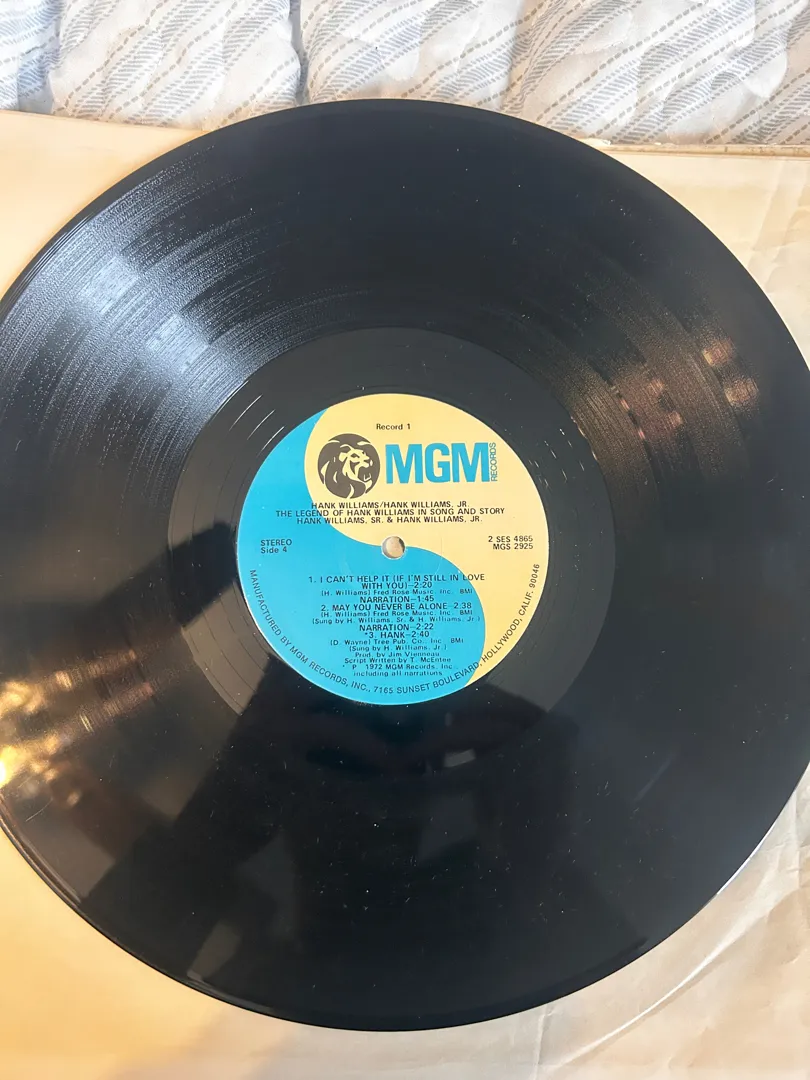 Record 1
MGM RECORDS
HANK WILLIAMS/HANK WILLIAMS, JR.
THE LEGEND OF HANK WILLIAMS IN SONG AND STORY
HANK WILLIAMS, SR. & HANK WILLIAMS, JR.
STEREO
Side 4
2 SES 4865
MGS 2925
1. I CAN'T HELP IT (IF I'M STILL IN LOVE
WITH YOU)—2:20
(H. Williams) Fred Rose Music, Inc. BMI
NARRATION—1:45
2. MAY YOU NEVER BE ALONE—2:38
(H. Williams) Fred Rose Music, Inc. BMI
(Sung by H. Williams, Sr. & H. Williams, Jr.)
NARRATION—2:22
*3. HANK—2:40
(D. Wayne) Tree Pub. Co., Inc. BMI
(Sung by H. Williams, Jr.)
Prod. by Jim Vienneau
Script Written by T. McEntee
* P 1972 MGM Records, Inc.
including all narrations
MANUFACTURED BY MGM RECORDS, INC., 7165 SUNSET BOULEVARD, HOLLYWOOD, CALIF. 90046